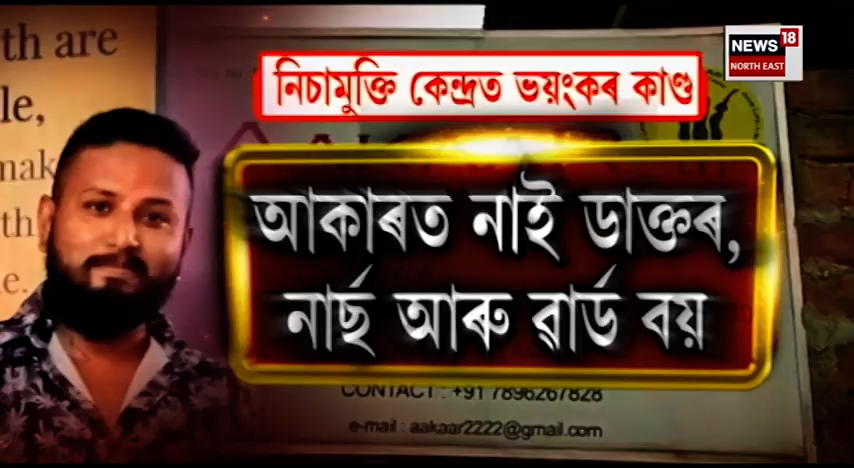 th are
le,
mak
th
e.
NEWS 18
NORTH EAST
নিচামুক্তি কেন্দ্ৰত ভয়ংকৰ কাণ্ড
আকাৰত নাই ডাক্তৰ,
নাৰ্ছ আৰু ৱাৰ্ড বয়
CONTACT : +91 7896267828
e-mail : aakaar2222@gmail.com